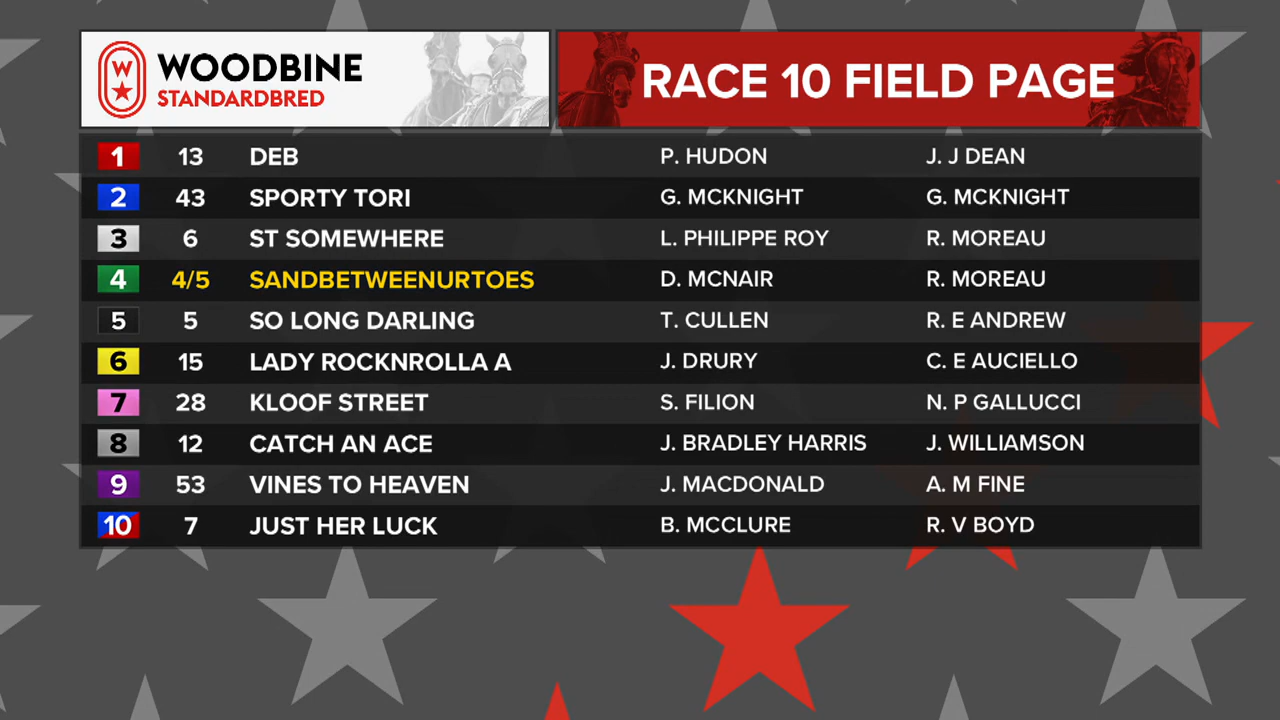 W
WOODBINE
STANDARDBRED
RACE 10 FIELD PAGE
1 13 DEB P. HUDON J. J DEAN
2 43 SPORTY TORI G. MCKNIGHT G. MCKNIGHT
3 6 ST SOMEWHERE L. PHILIPPE ROY R. MOREAU
4 4/5 SANDBETWEENURTOES D. MCNAIR R. MOREAU
5 5 SO LONG DARLING T. CULLEN R. E ANDREW
6 15 LADY ROCKNROLLA A J. DRURY C. E AUCIELLO
7 28 KLOOF STREET S. FILION N. P GALLUCCI
8 12 CATCH AN ACE J. BRADLEY HARRIS J. WILLIAMSON
9 53 VINES TO HEAVEN J. MACDONALD A. M FINE
10 7 JUST HER LUCK B. MCCLURE R. V BOYD